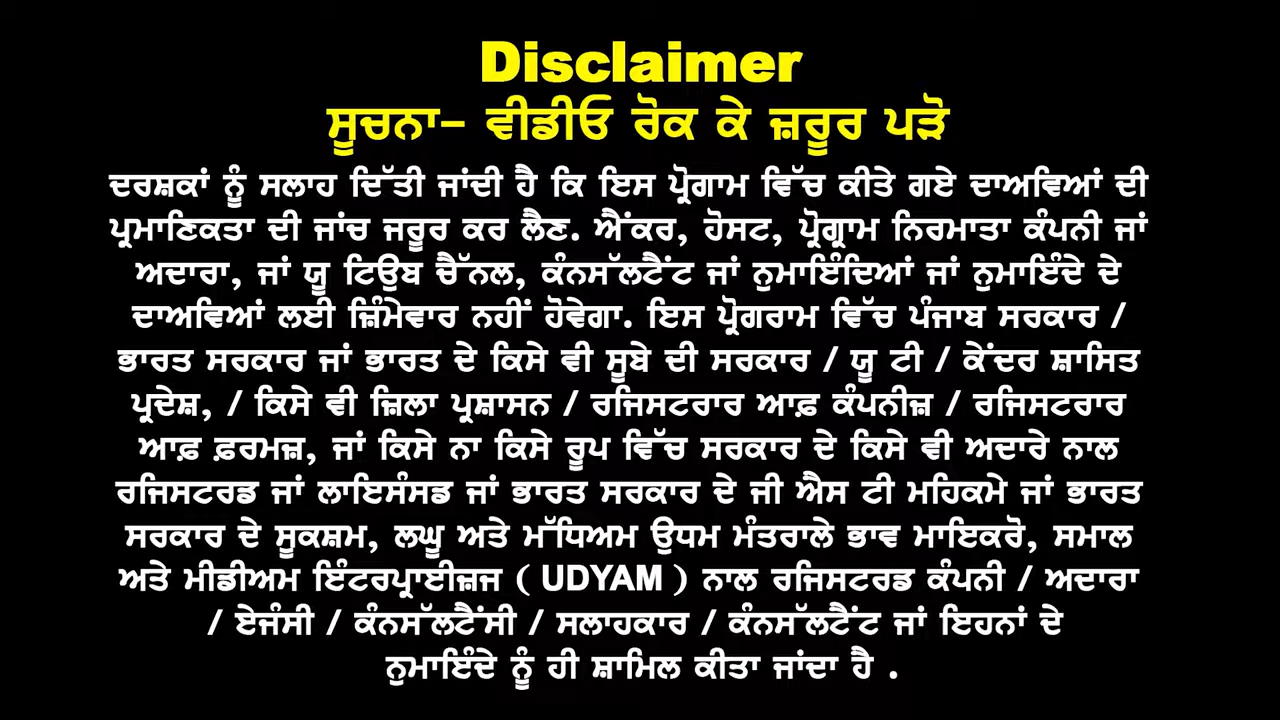 Disclaimer
ਸੂਚਨਾ- ਵੀਡੀਓ ਰੋਕ ਕੇ ਜ਼ਰੂਰ ਪੜੋ
ਦਰਸ਼ਕਾਂ ਨੂੰ ਸਲਾਹ ਦਿੱਤੀ ਜਾਂਦੀ ਹੈ ਕਿ ਇਸ ਪ੍ਰੋਗਾਮ ਵਿੱਚ ਕੀਤੇ ਗਏ ਦਾਅਵਿਆਂ ਦੀ
ਪ੍ਰਮਾਣਿਕਤਾ ਦੀ ਜਾਂਚ ਜਰੂਰ ਕਰ ਲੈਣ. ਐਂਕਰ, ਹੋਸਟ, ਪ੍ਰੋਗ੍ਰਾਮ ਨਿਰਮਾਤਾ ਕੰਪਨੀ ਜਾਂ
ਅਦਾਰਾ, ਜਾਂ ਯੂ ਟਿਊਬ ਚੈੱਨਲ, ਕੰਨਸੱਲਟੈਂਟ ਜਾਂ ਨੁਮਾਇੰਦਿਆਂ ਜਾਂ ਨੁਮਾਇੰਦੇ ਦੇ
ਦਾਅਵਿਆਂ ਲਈ ਜ਼ਿੰਮੇਵਾਰ ਨਹੀਂ ਹੋਵੇਗਾ. ਇਸ ਪ੍ਰੋਗਰਾਮ ਵਿੱਚ ਪੰਜਾਬ ਸਰਕਾਰ /
ਭਾਰਤ ਸਰਕਾਰ ਜਾਂ ਭਾਰਤ ਦੇ ਕਿਸੇ ਵੀ ਸੂਬੇ ਦੀ ਸਰਕਾਰ / ਯੂ ਟੀ / ਕੇਂਦਰ ਸ਼ਾਸਿਤ
ਪ੍ਰਦੇਸ਼, / ਕਿਸੇ ਵੀ ਜ਼ਿਲਾ ਪ੍ਰਸ਼ਾਸਨ / ਰਜਿਸਟਰਾਰ ਆਫ਼ ਕੰਪਨੀਜ਼ / ਰਜਿਸਟਰਾਰ
ਆਫ਼ ਫ਼ਰਮਜ਼, ਜਾਂ ਕਿਸੇ ਨਾ ਕਿਸੇ ਰੂਪ ਵਿੱਚ ਸਰਕਾਰ ਦੇ ਕਿਸੇ ਵੀ ਅਦਾਰੇ ਨਾਲ
ਰਜਿਸਟਰਡ ਜਾਂ ਲਾਇਸੰਸਡ ਜਾਂ ਭਾਰਤ ਸਰਕਾਰ ਦੇ ਜੀ ਐਸ ਟੀ ਮਹਿਕਮੇ ਜਾਂ ਭਾਰਤ
ਸਰਕਾਰ ਦੇ ਸੂਕਸ਼ਮ, ਲਘੂ ਅਤੇ ਮੱਧਿਅਮ ਉਧਮ ਮੰਤਰਾਲੇ ਭਾਵ ਮਾਇਕਰੋ, ਸਮਾਲ
ਅਤੇ ਮੀਡੀਅਮ ਇੰਟਰਪ੍ਰਾਈਜ਼ਜ ( UDYAM ) ਨਾਲ ਰਜਿਸਟਰਡ ਕੰਪਨੀ / ਅਦਾਰਾ
/ ਏਜੰਸੀ / ਕੰਨਸੱਲਟੈਂਸੀ / ਸਲਾਹਕਾਰ / ਕੰਨਸੱਲਟੈਂਟ ਜਾਂ ਇਹਨਾਂ ਦੇ
ਨੁਮਾਇੰਦੇ ਨੂੰ ਹੀ ਸ਼ਾਮਿਲ ਕੀਤਾ ਜਾਂਦਾ ਹੈ .